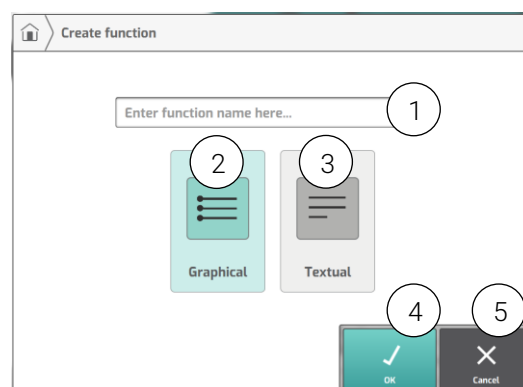 Create function
Enter function name here...
1
2
3
Graphical
Textual
4
5
OK
Cancel